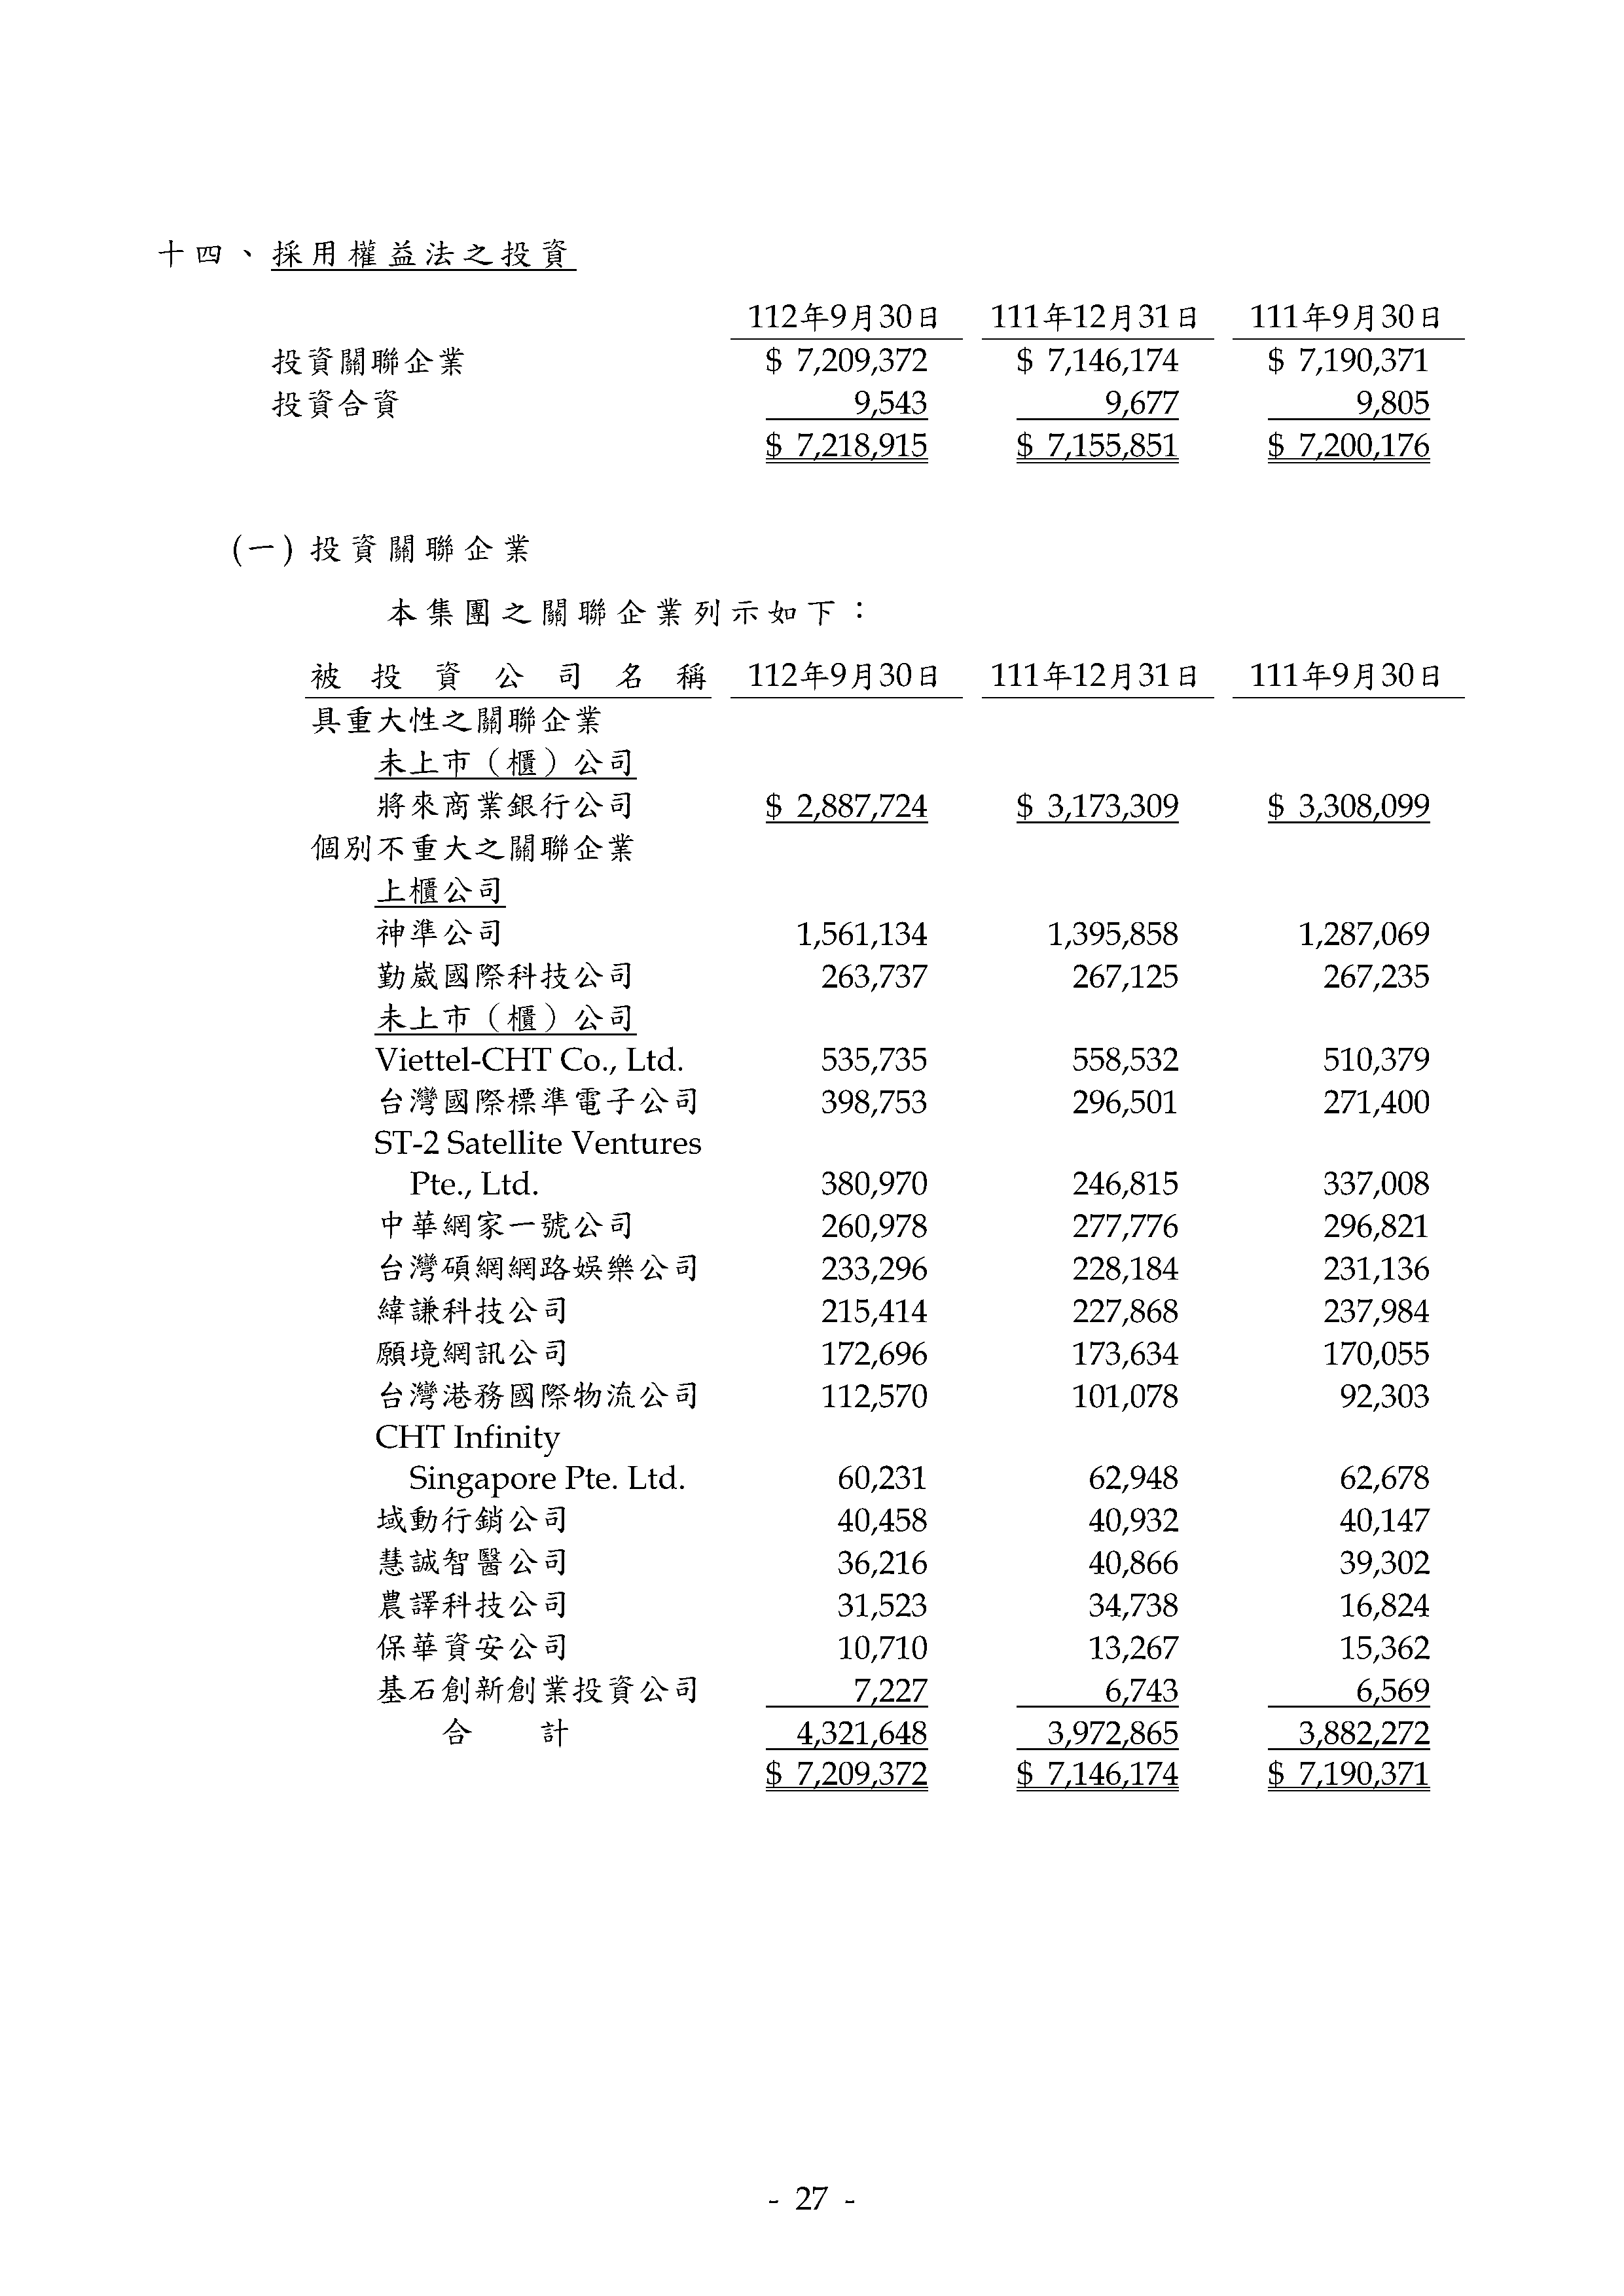 十四、採用權益法之投資
112年9月30日 111年12月31日 111年9月30日
投資關聯企業 $ 7,209,372 $ 7,146,174 $ 7,190,371
投資合資 9,543 9,677 9,805
$ 7,218,915 $ 7,155,851 $ 7,200,176
(一) 投資關聯企業
本集團之關聯企業列示如下：
被投資公司名稱 112年9月30日 111年12月31日 111年9月30日
具重大性之關聯企業
未上市（櫃）公司
將來商業銀行公司 $ 2,887,724 $ 3,173,309 $ 3,308,099
個別不重大之關聯企業
上櫃公司
神準公司 1,561,134 1,395,858 1,287,069
勤崴國際科技公司 263,737 267,125 267,235
未上市（櫃）公司
Viettel-CHT Co., Ltd. 535,735 558,532 510,379
台灣國際標準電子公司 398,753 296,501 271,400
ST-2 Satellite Ventures
Pte., Ltd. 380,970 246,815 337,008
中華網家一號公司 260,978 277,776 296,821
台灣碩網網路娛樂公司 233,296 228,184 231,136
緯謙科技公司 215,414 227,868 237,984
願境網訊公司 172,696 173,634 170,055
台灣港務國際物流公司 112,570 101,078 92,303
CHT Infinity
Singapore Pte. Ltd. 60,231 62,948 62,678
域動行銷公司 40,458 40,932 40,147
慧誠智醫公司 36,216 40,866 39,302
農譯科技公司 31,523 34,738 16,824
保華資安公司 10,710 13,267 15,362
基石創新創業投資公司 7,227 6,743 6,569
合 計 4,321,648 3,972,865 3,882,272
$ 7,209,372 $ 7,146,174 $ 7,190,371
- 27 -